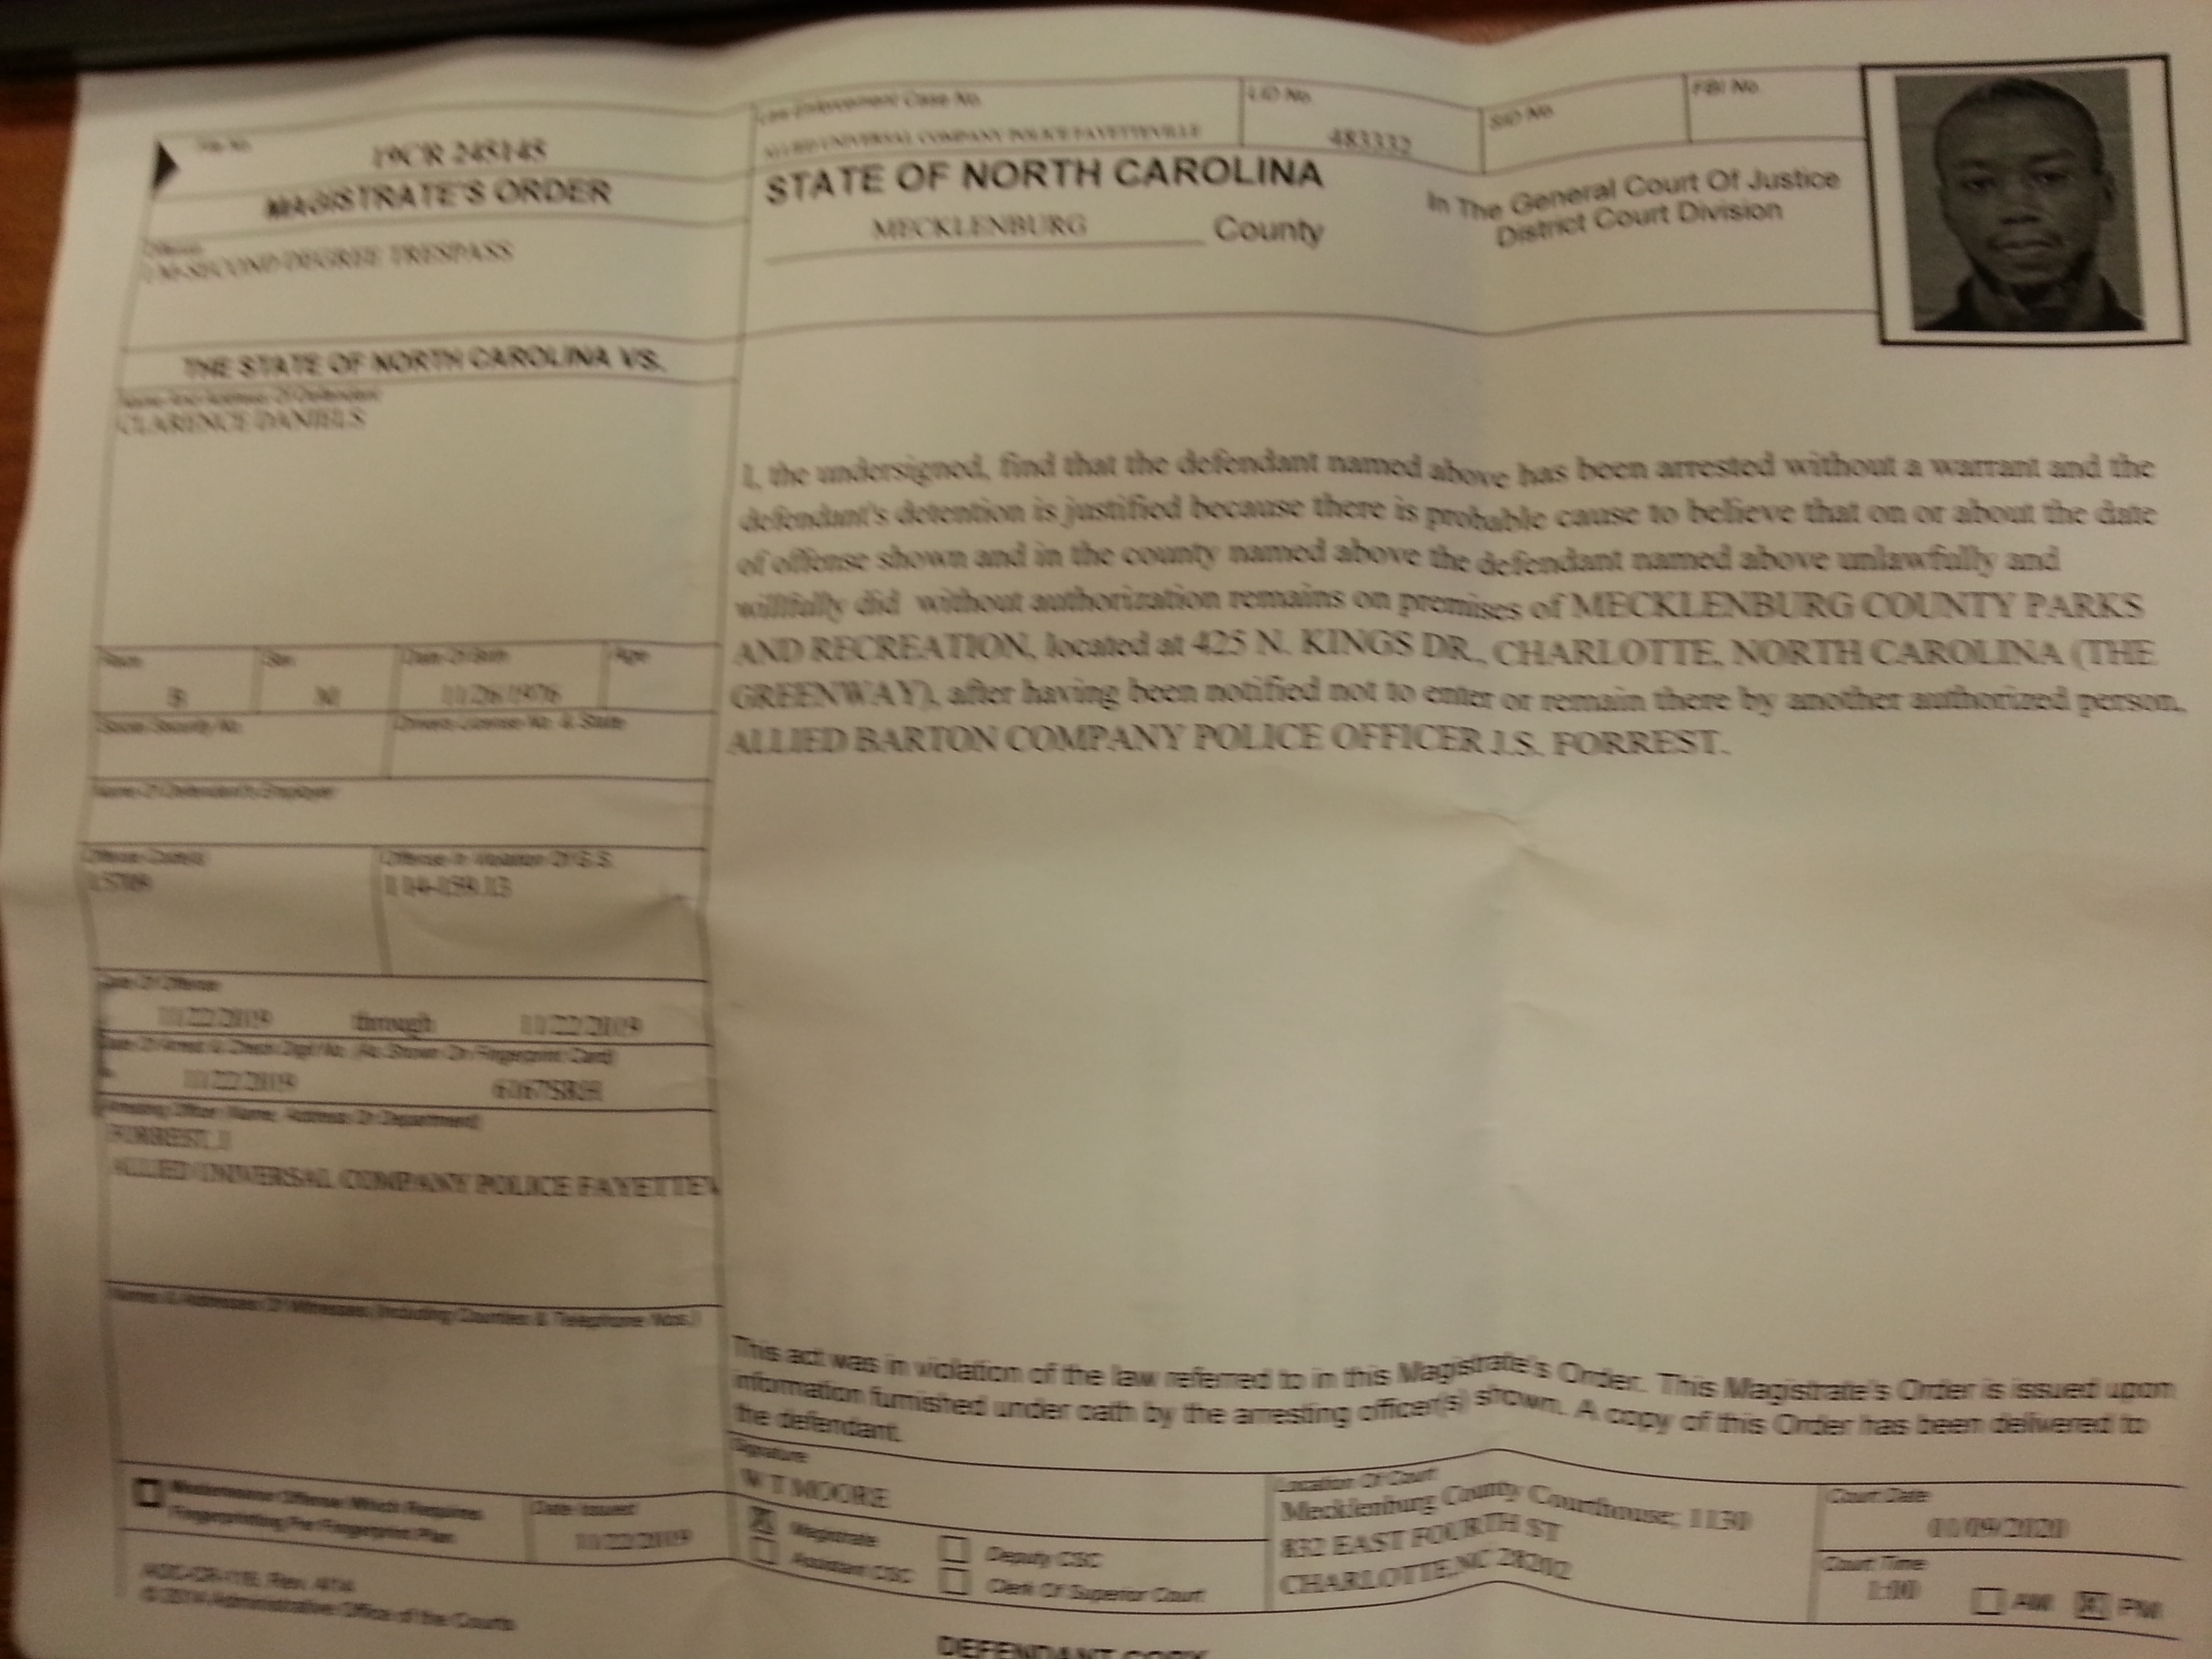 File No.
19CR 245145
Law Enforcement Case No.
ALLIED UNIVERSAL COMPANY POLICE FAYETTEVILLE
LID No.
483332
SID No.
FBI No.
MAGISTRATE'S ORDER
Offense
SECOND DEGREE TRESPASS
STATE OF NORTH CAROLINA
MECKLENBURG County
In The General Court Of Justice
District Court Division
THE STATE OF NORTH CAROLINA VS.
Name And Address Of Defendant
CLARENCE DANIELS
Race
B
Sex
M
Date Of Birth
11/26/1976
Age
Social Security No.
Drivers License No. & State
Name Of Defendant's Employer
Offense Code(s)
5709
Offense In Violation Of G.S.
14-159.13
Date Of Offense
11/22/2019 through 11/22/2019
Date Of Arrest & Check Digit No. (As Shown On Fingerprint Card)
11/22/2019
Arresting Officer (Name, Address Or Department)
FORREST, J
ALLIED UNIVERSAL COMPANY POLICE FAYETTEV
Names & Addresses Of Witnesses (Including Counties & Telephone Nos.)
Misdemeanor Offense Which Requires
Fingerprinting Per Fingerprint Plan
Date Issued
11/22/2019
I, the undersigned, find that the defendant named above has been arrested without a warrant and the
defendant's detention is justified because there is probable cause to believe that on or about the date
of offense shown and in the county named above the defendant named above unlawfully and
willfully did without authorization remains on premises of MECKLENBURG COUNTY PARKS
AND RECREATION, located at 425 N. KINGS DR., CHARLOTTE, NORTH CAROLINA (THE
GREENWAY), after having been notified not to enter or remain there by another authorized person,
ALLIED BARTON COMPANY POLICE OFFICER J.S. FORREST.
This act was in violation of the law referred to in this Magistrate's Order. This Magistrate's Order is issued upon
information furnished under oath by the arresting officer(s) shown. A copy of this Order has been delivered to
the defendant.
Signature
W T MOORE
X Magistrate
Deputy CSC
Assistant CSC
Clerk Of Superior Court
Location Of Court
Mecklenburg County Courthouse; 1130
832 EAST FOURTH ST
CHARLOTTE,NC 28202
Court Date
01/09/2020
Court Time
1:00
AM
X PM
AOC-CR-116, Rev. 4/14
© 2014 Administrative Office of the Courts
DEFENDANT COPY